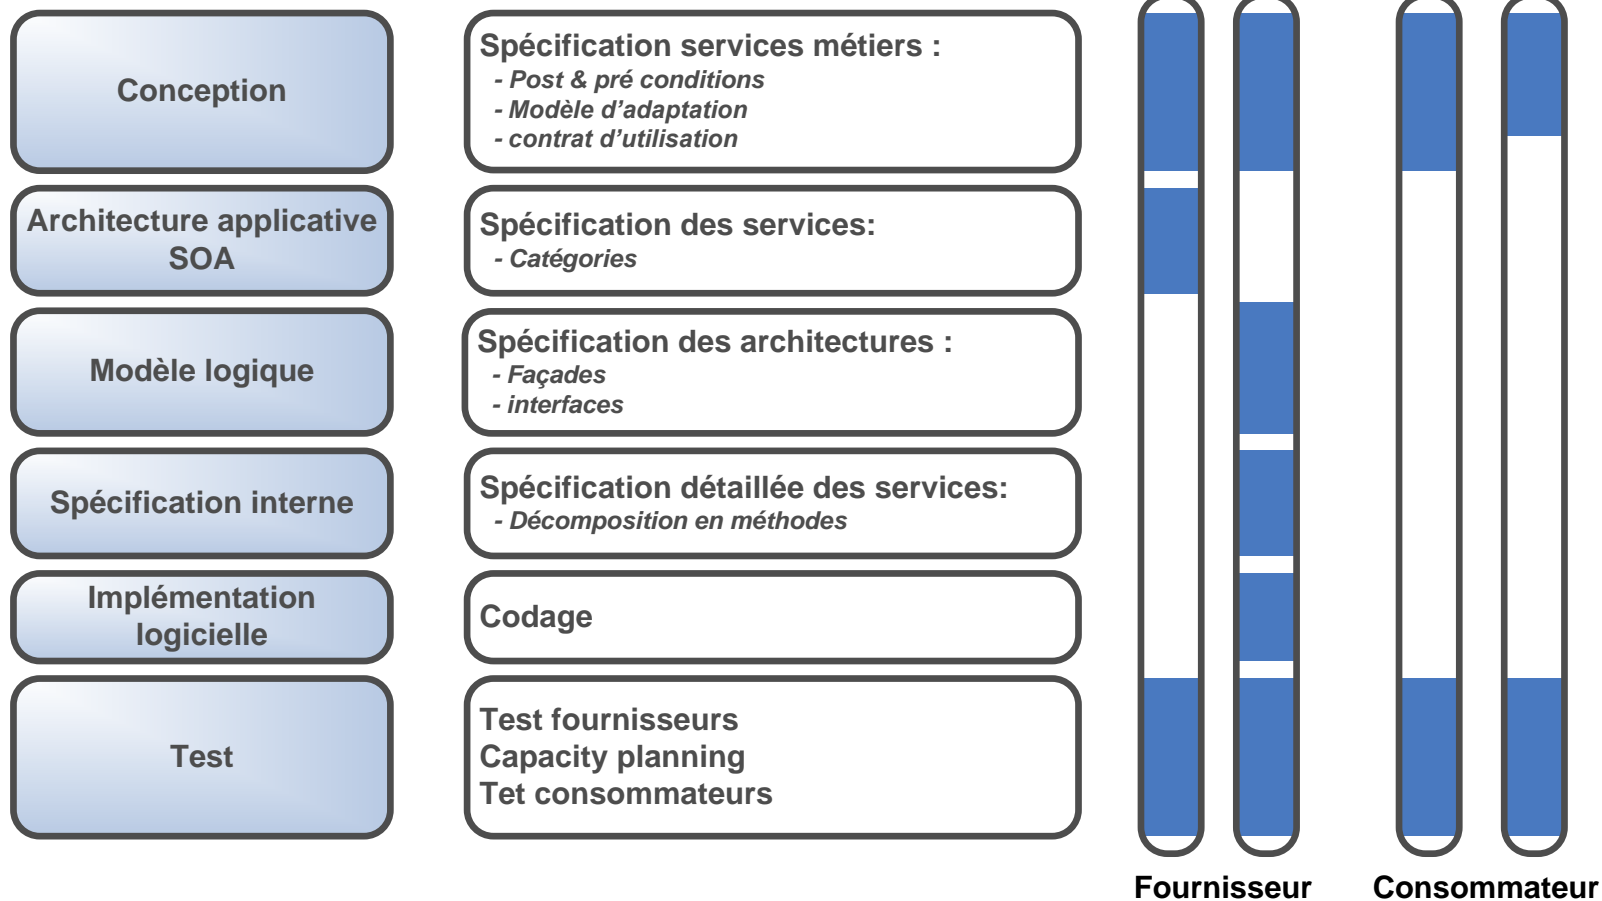 Conception
Spécification services métiers :
- Post & pré conditions
- Modèle d’adaptation
- contrat d’utilisation
Architecture applicative
SOA
Spécification des services:
- Catégories
Modèle logique
Spécification des architectures :
- Façades
- interfaces
Spécification interne
Spécification détaillée des services:
- Décomposition en méthodes
Implémentation
logicielle
Codage
Test
Test fournisseurs
Capacity planning
Tet consommateurs
Fournisseur
Consommateur